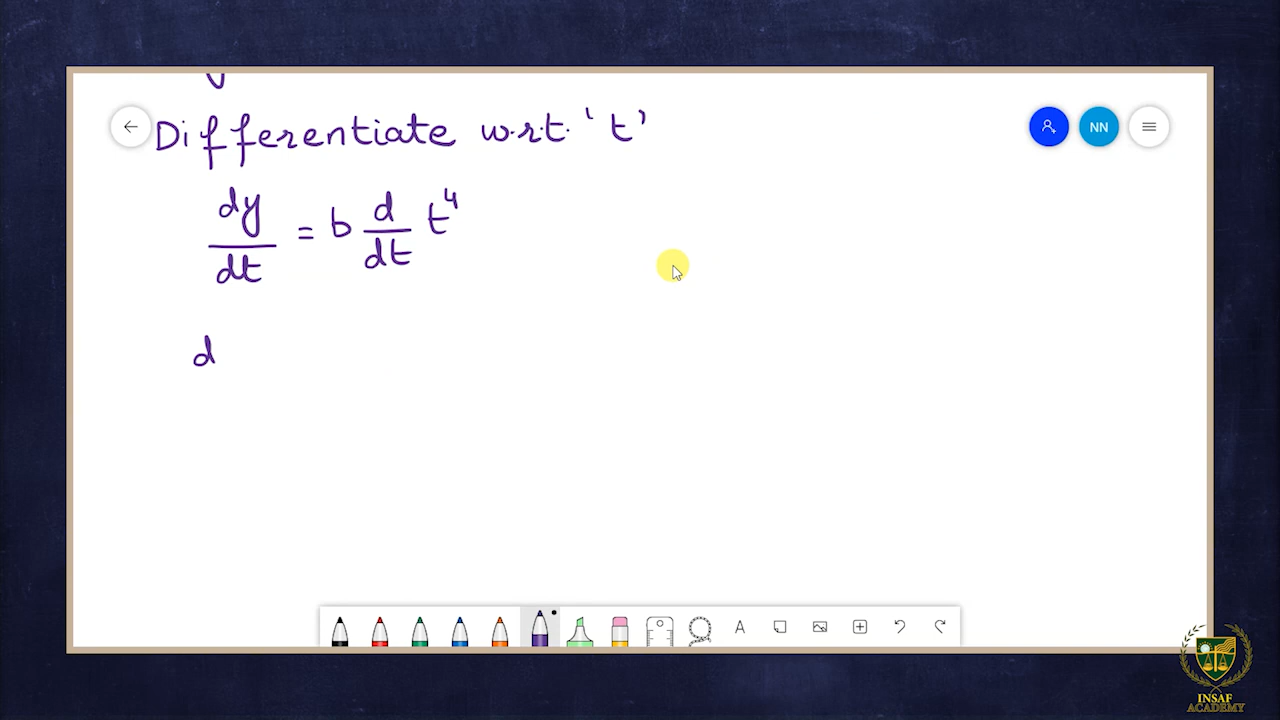 Differentiate w.r.t. 't'
NN
dy/dt = b d/dt t⁴
d
A
INSAF
ACADEMY